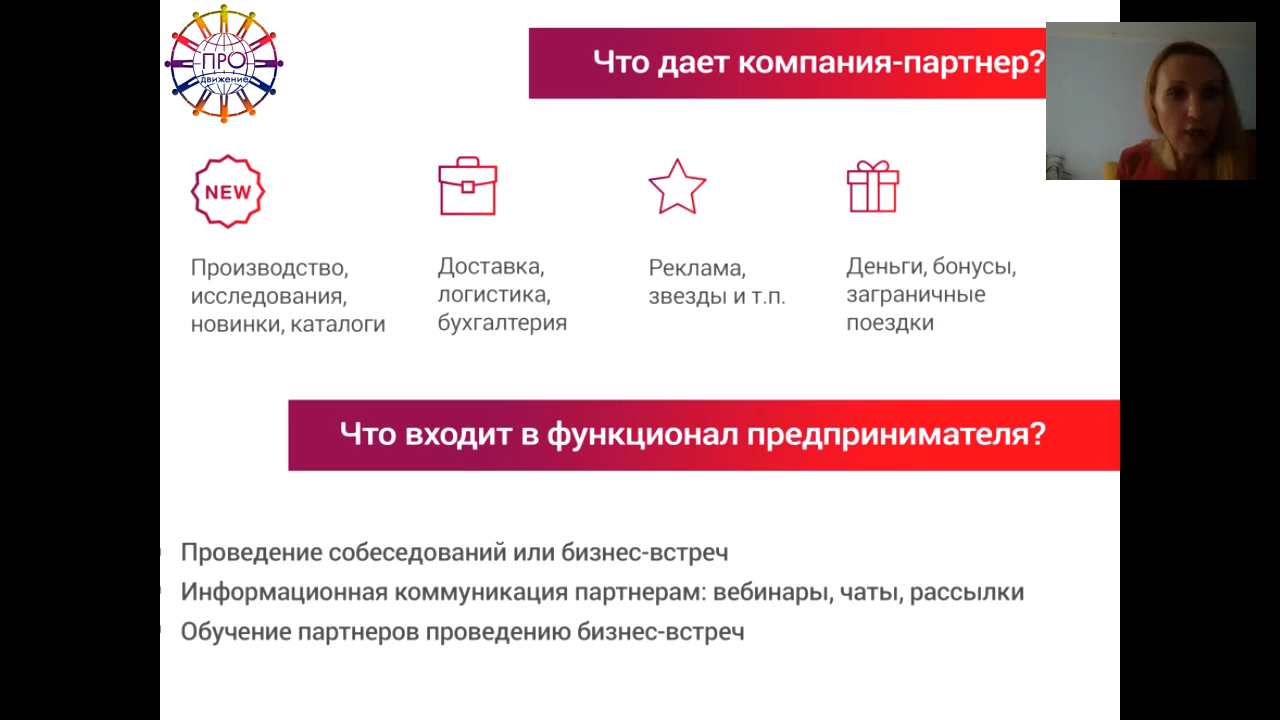 ПРО
движение
Что дает компания-партнер?
NEW
Производство,
исследования,
новинки, каталоги
Доставка,
логистика,
бухгалтерия
Реклама,
звезды и т.п.
Деньги, бонусы,
заграничные
поездки
Что входит в функционал предпринимателя?
Проведение собеседований или бизнес-встреч
Информационная коммуникация партнерам: вебинары, чаты, рассылки
Обучение партнеров проведению бизнес-встреч